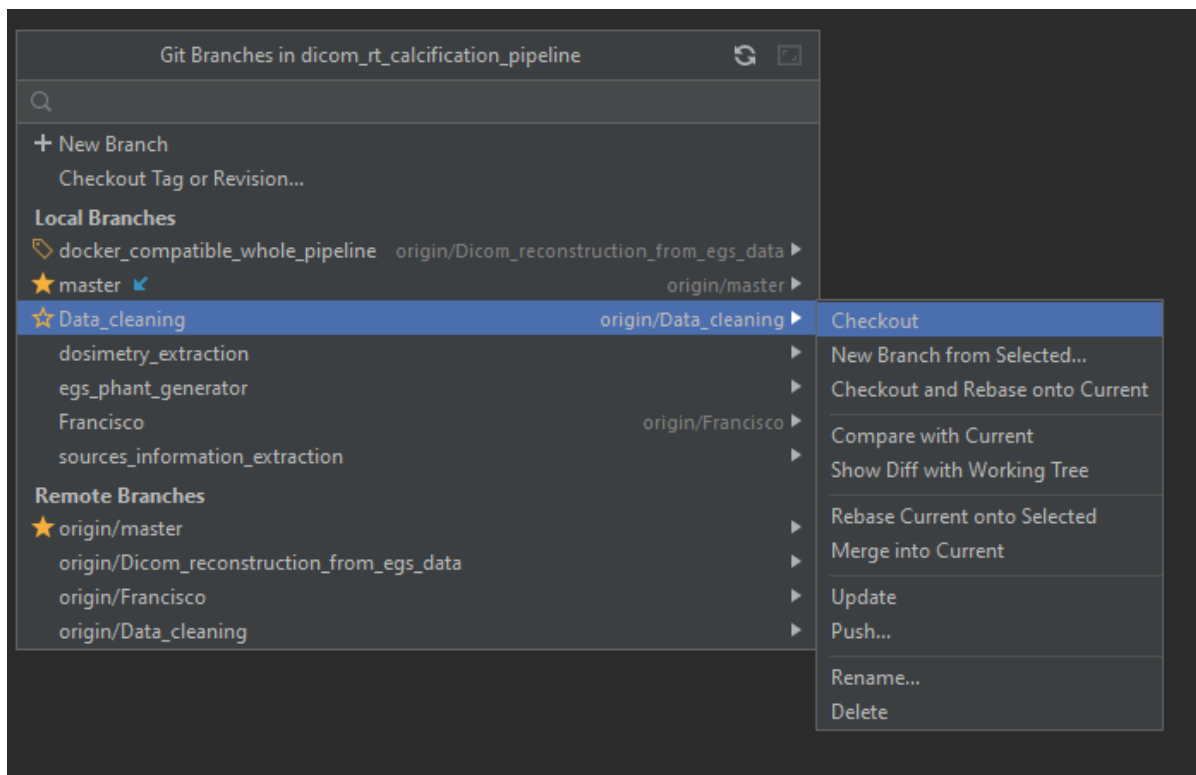 Git Branches in dicom_rt_calcification_pipeline
New Branch
Checkout Tag or Revision...
Local Branches
docker_compatible_whole_pipeline origin/Dicom_reconstruction_from_egs_data
master origin/master
Data_cleaning origin/Data_cleaning
dosimetry_extraction
egs_phant_generator
Francisco origin/Francisco
sources_information_extraction
Remote Branches
origin/master
origin/Dicom_reconstruction_from_egs_data
origin/Francisco
origin/Data_cleaning
Checkout
New Branch from Selected...
Checkout and Rebase onto Current
Compare with Current
Show Diff with Working Tree
Rebase Current onto Selected
Merge into Current
Update
Push...
Rename...
Delete